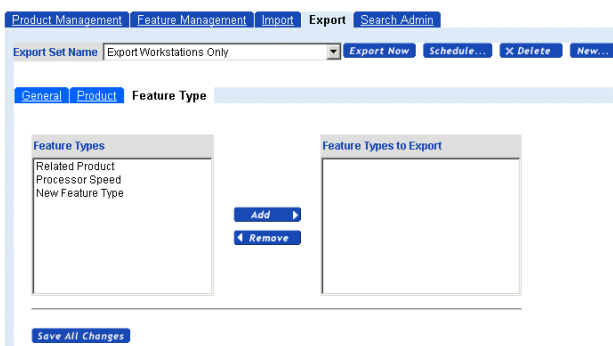 Product Management Feature Management Import Export Search Admin
Export Set Name Export Workstations Only Export Now Schedule... X Delete New...
General Product Feature Type
Feature Types Feature Types to Export
Related Product
Processor Speed
New Feature Type
Add
Remove
Save All Changes